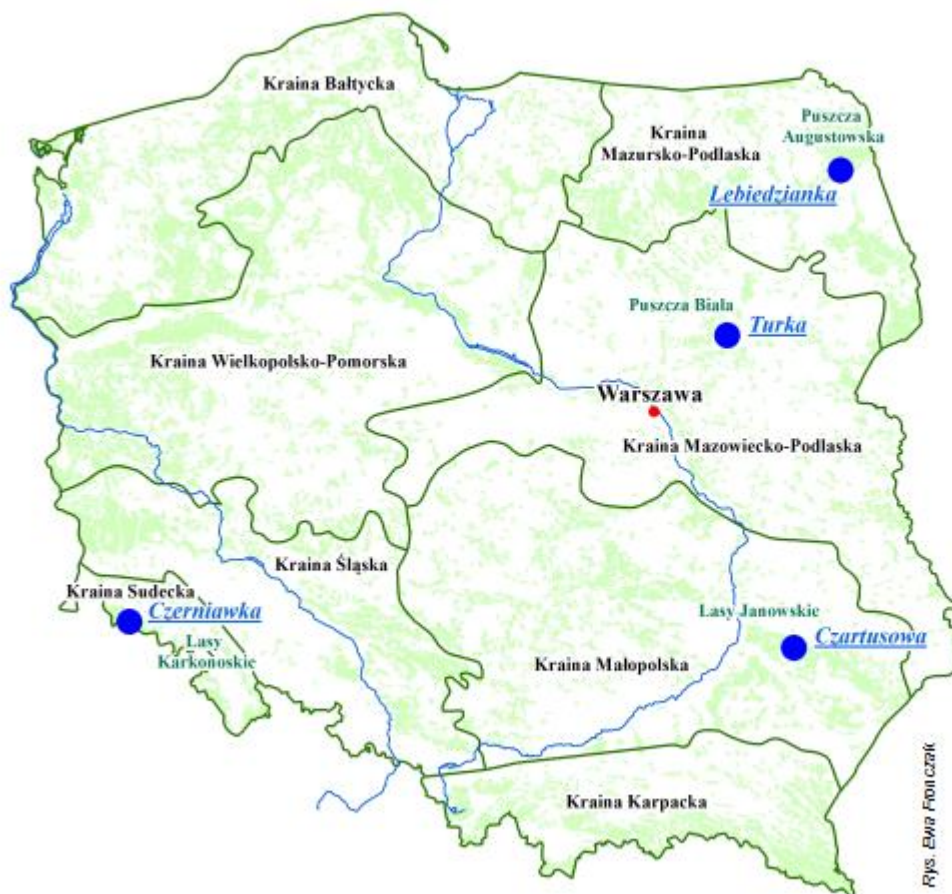 Kraina Bałtycka
Kraina
Mazursko-Podlaska
Puszcza
Augustowska
Lebiedzianka
Puszcza Biała
Turka
Kraina Wielkopolsko-Pomorska
Warszawa
Kraina Mazowiecko-Podlaska
Kraina Śląska
Kraina Sudecka
Czerniawka
Lasy
Karkonoskie
Lasy Janowskie
Czartusowa
Kraina Małopolska
Kraina Karpacka
Rys. Ewa Fronczak